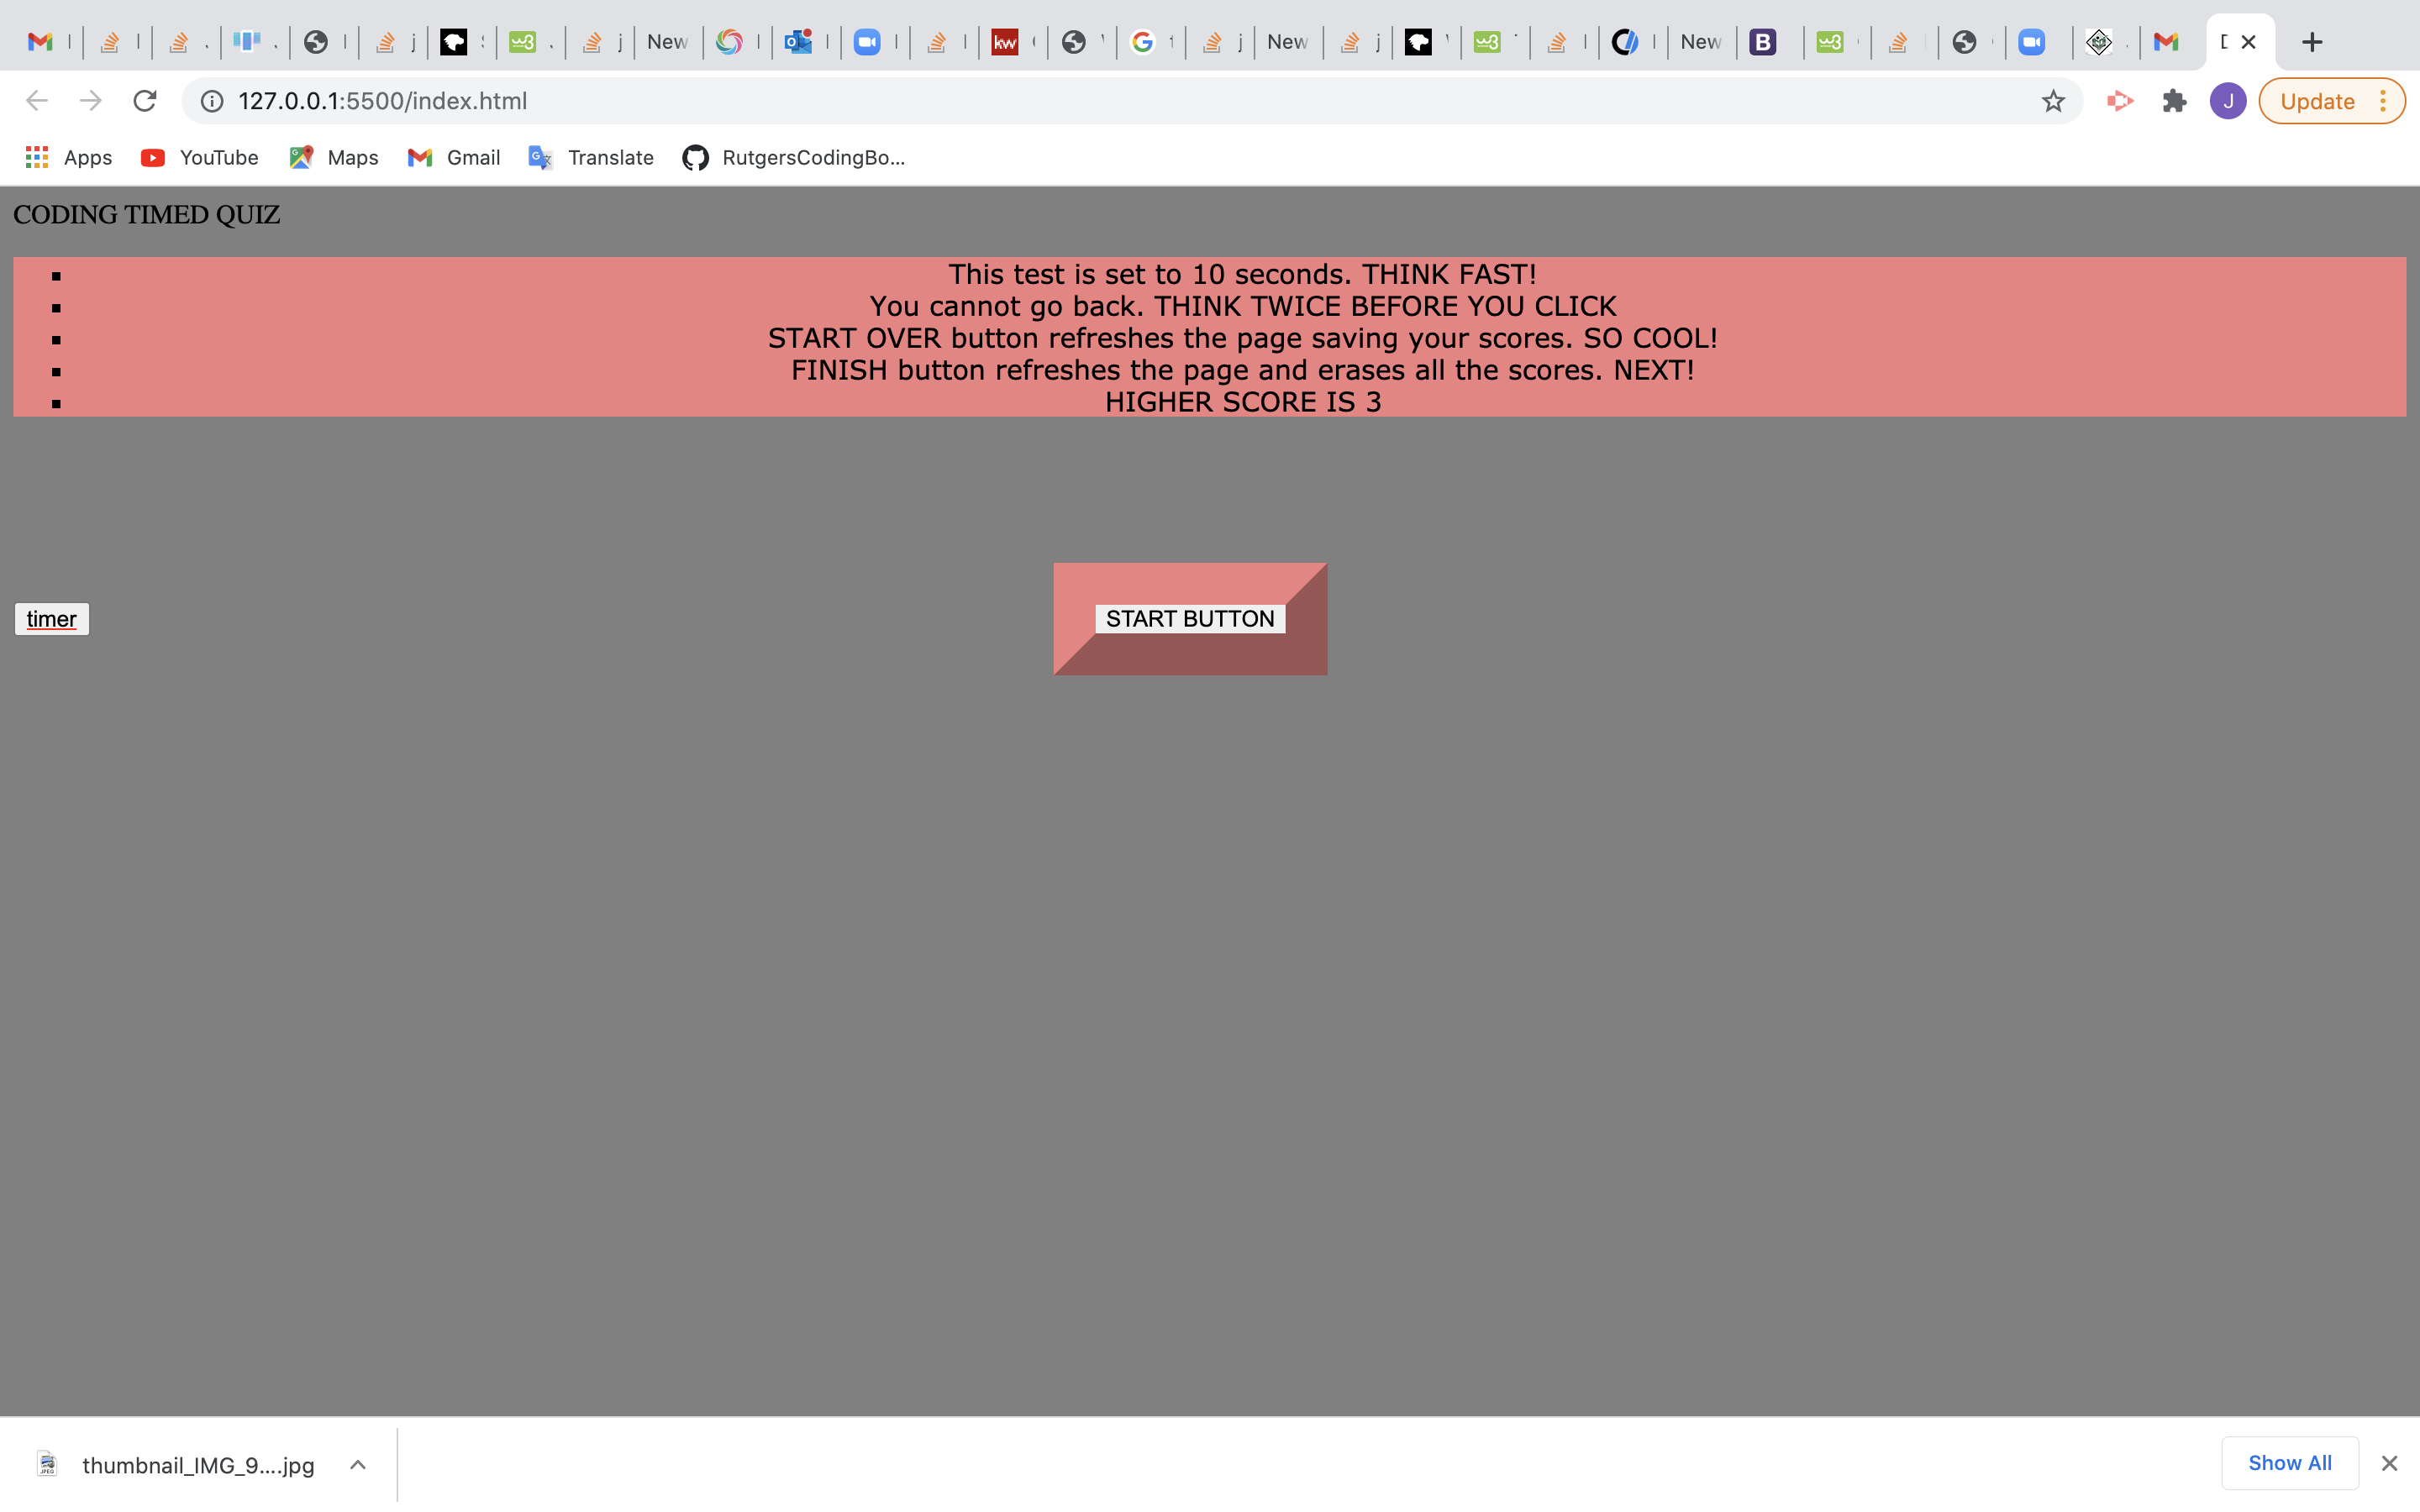 New
New
New
127.0.0.1:5500/index.html
Update
Apps
YouTube
Maps
Gmail
Translate
RutgersCodingBo...
CODING TIMED QUIZ
This test is set to 10 seconds. THINK FAST!
You cannot go back. THINK TWICE BEFORE YOU CLICK
START OVER button refreshes the page saving your scores. SO COOL!
FINISH button refreshes the page and erases all the scores. NEXT!
HIGHER SCORE IS 3
timer
START BUTTON
thumbnail_IMG_9....jpg
Show All